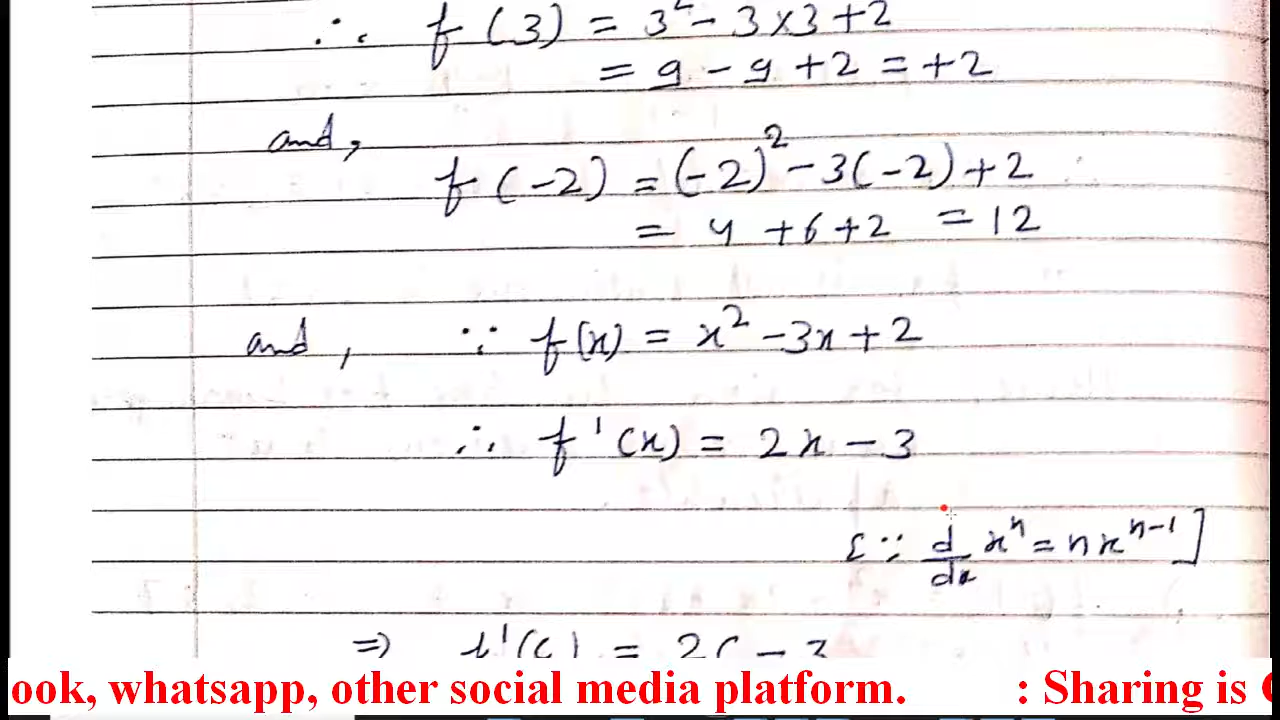 ∴ f(3) = 3² - 3×3+2
= 9 - 9 + 2 = +2
and,
f(-2) = (-2)² - 3(-2) + 2
= 4 + 6 + 2 = 12
and, ∵ f(x) = x² - 3x + 2
∴ f'(x) = 2x - 3
[∵ d/dx xⁿ = nxⁿ⁻¹]
⇒ f'(c) = 2c - 3
ook, whatsapp, other social media platform. : Sharing is